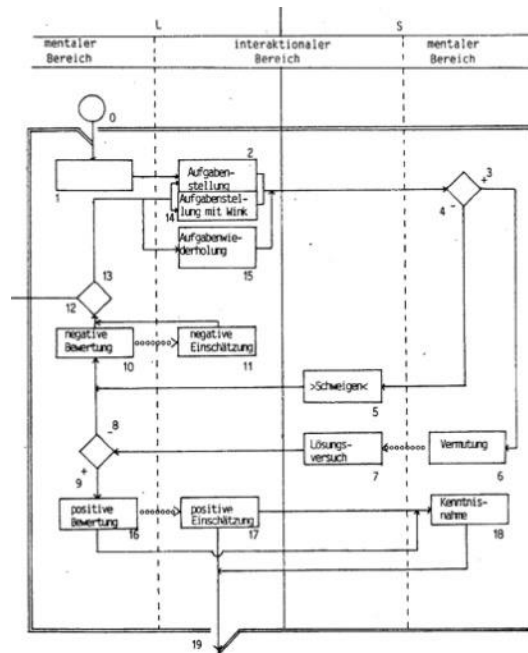 L
S
mentaler
Bereich
interaktionaler
Bereich
mentaler
Bereich
0
1
2
Aufgaben-
stellung
Aufgabenstel-
lung mit Wink
14
Aufgabenwie-
derholung
15
+ 3
4 -
13
12
negative
Bewertung
10
negative
Einschätzung
11
>Schweigen<
5
-8
+
9
Lösungs-
versuch
7
Vermutung
6
positive
Bewertung
16
positive
Einschätzung
17
Kenntnis-
nahme
18
19